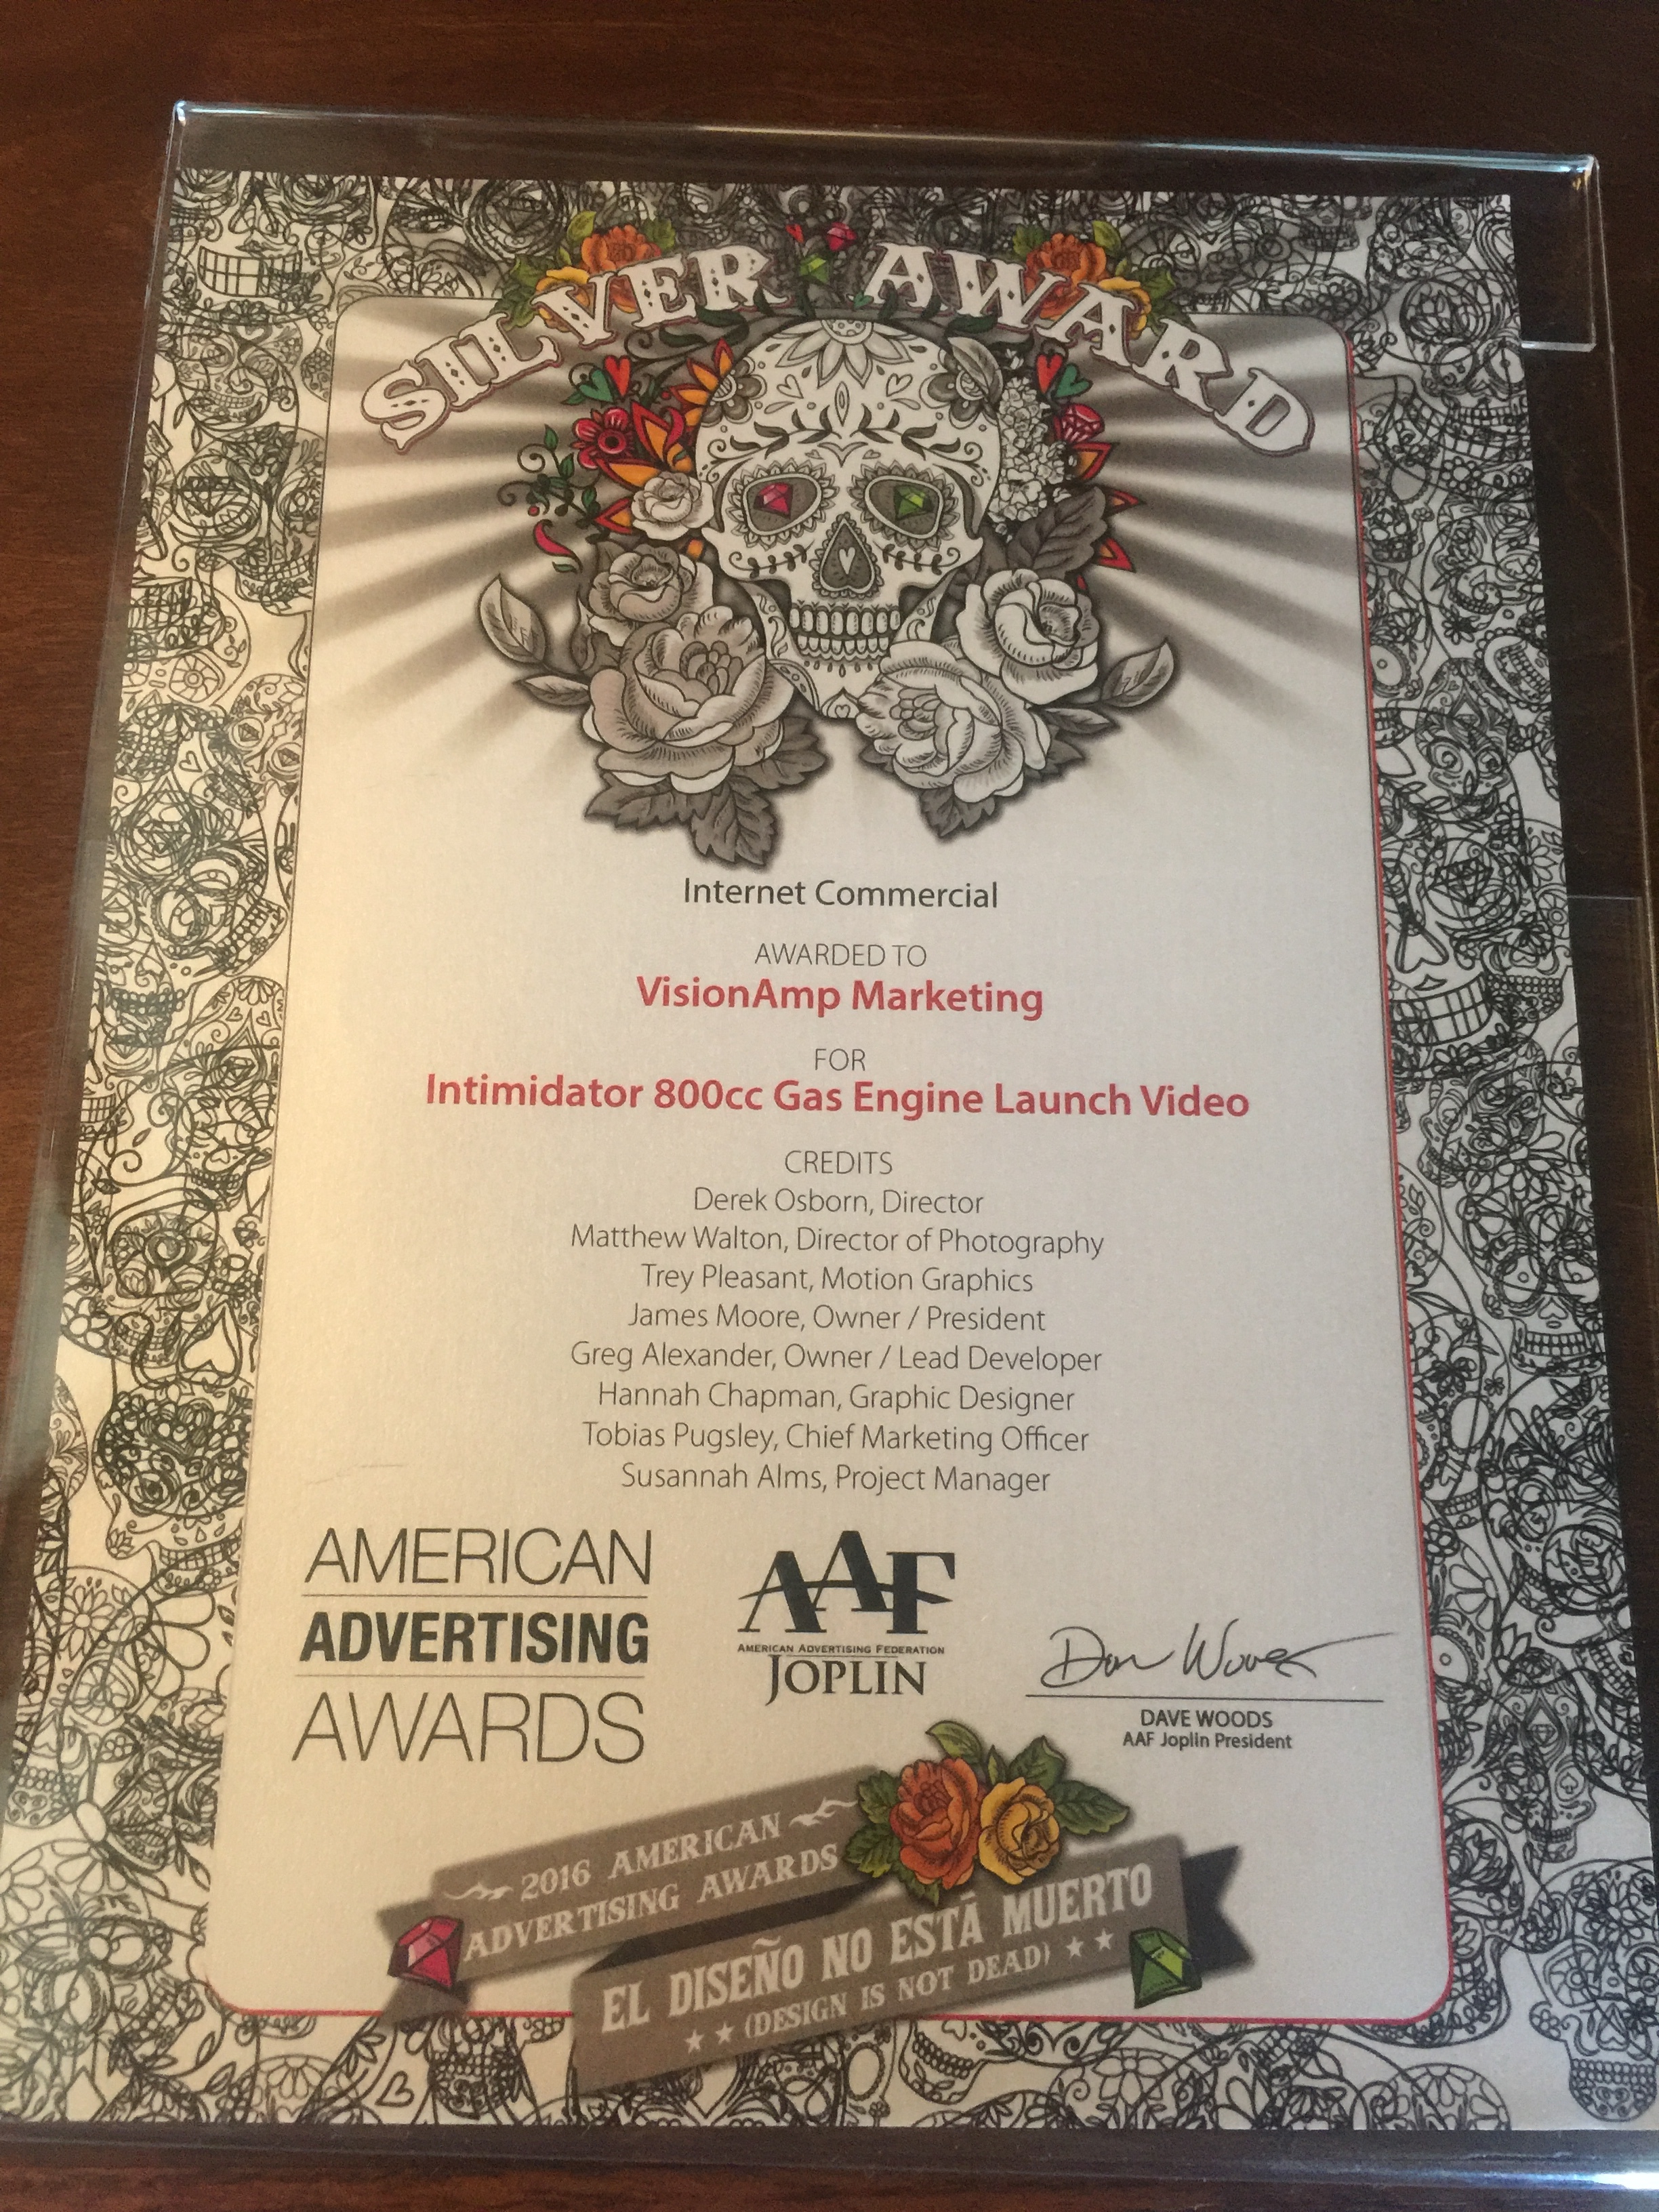 SILVER AWARD
Internet Commercial
AWARDED TO
VisionAmp Marketing
FOR
Intimidator 800cc Gas Engine Launch Video
CREDITS
Derek Osborn, Director
Matthew Walton, Director of Photography
Trey Pleasant, Motion Graphics
James Moore, Owner / President
Greg Alexander, Owner / Lead Developer
Hannah Chapman, Graphic Designer
Tobias Pugsley, Chief Marketing Officer
Susannah Alms, Project Manager
AMERICAN
ADVERTISING
AWARDS
AAF
AMERICAN ADVERTISING FEDERATION
JOPLIN
Dave Woods
DAVE WOODS
AAF Joplin President
2016 AMERICAN
ADVERTISING AWARDS
EL DISEÑO NO ESTÁ MUERTO
(DESIGN IS NOT DEAD)